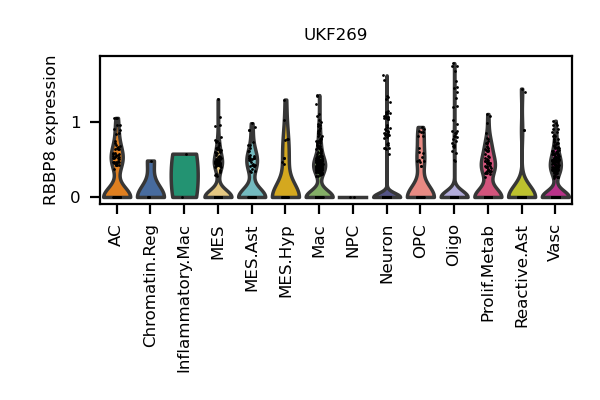 UKF269
RBBP8 expression
1
0
AC
Chromatin.Reg
Inflammatory.Mac
MES
MES.Ast
MES.Hyp
Mac
NPC
Neuron
OPC
Oligo
Prolif.Metab
Reactive.Ast
Vasc